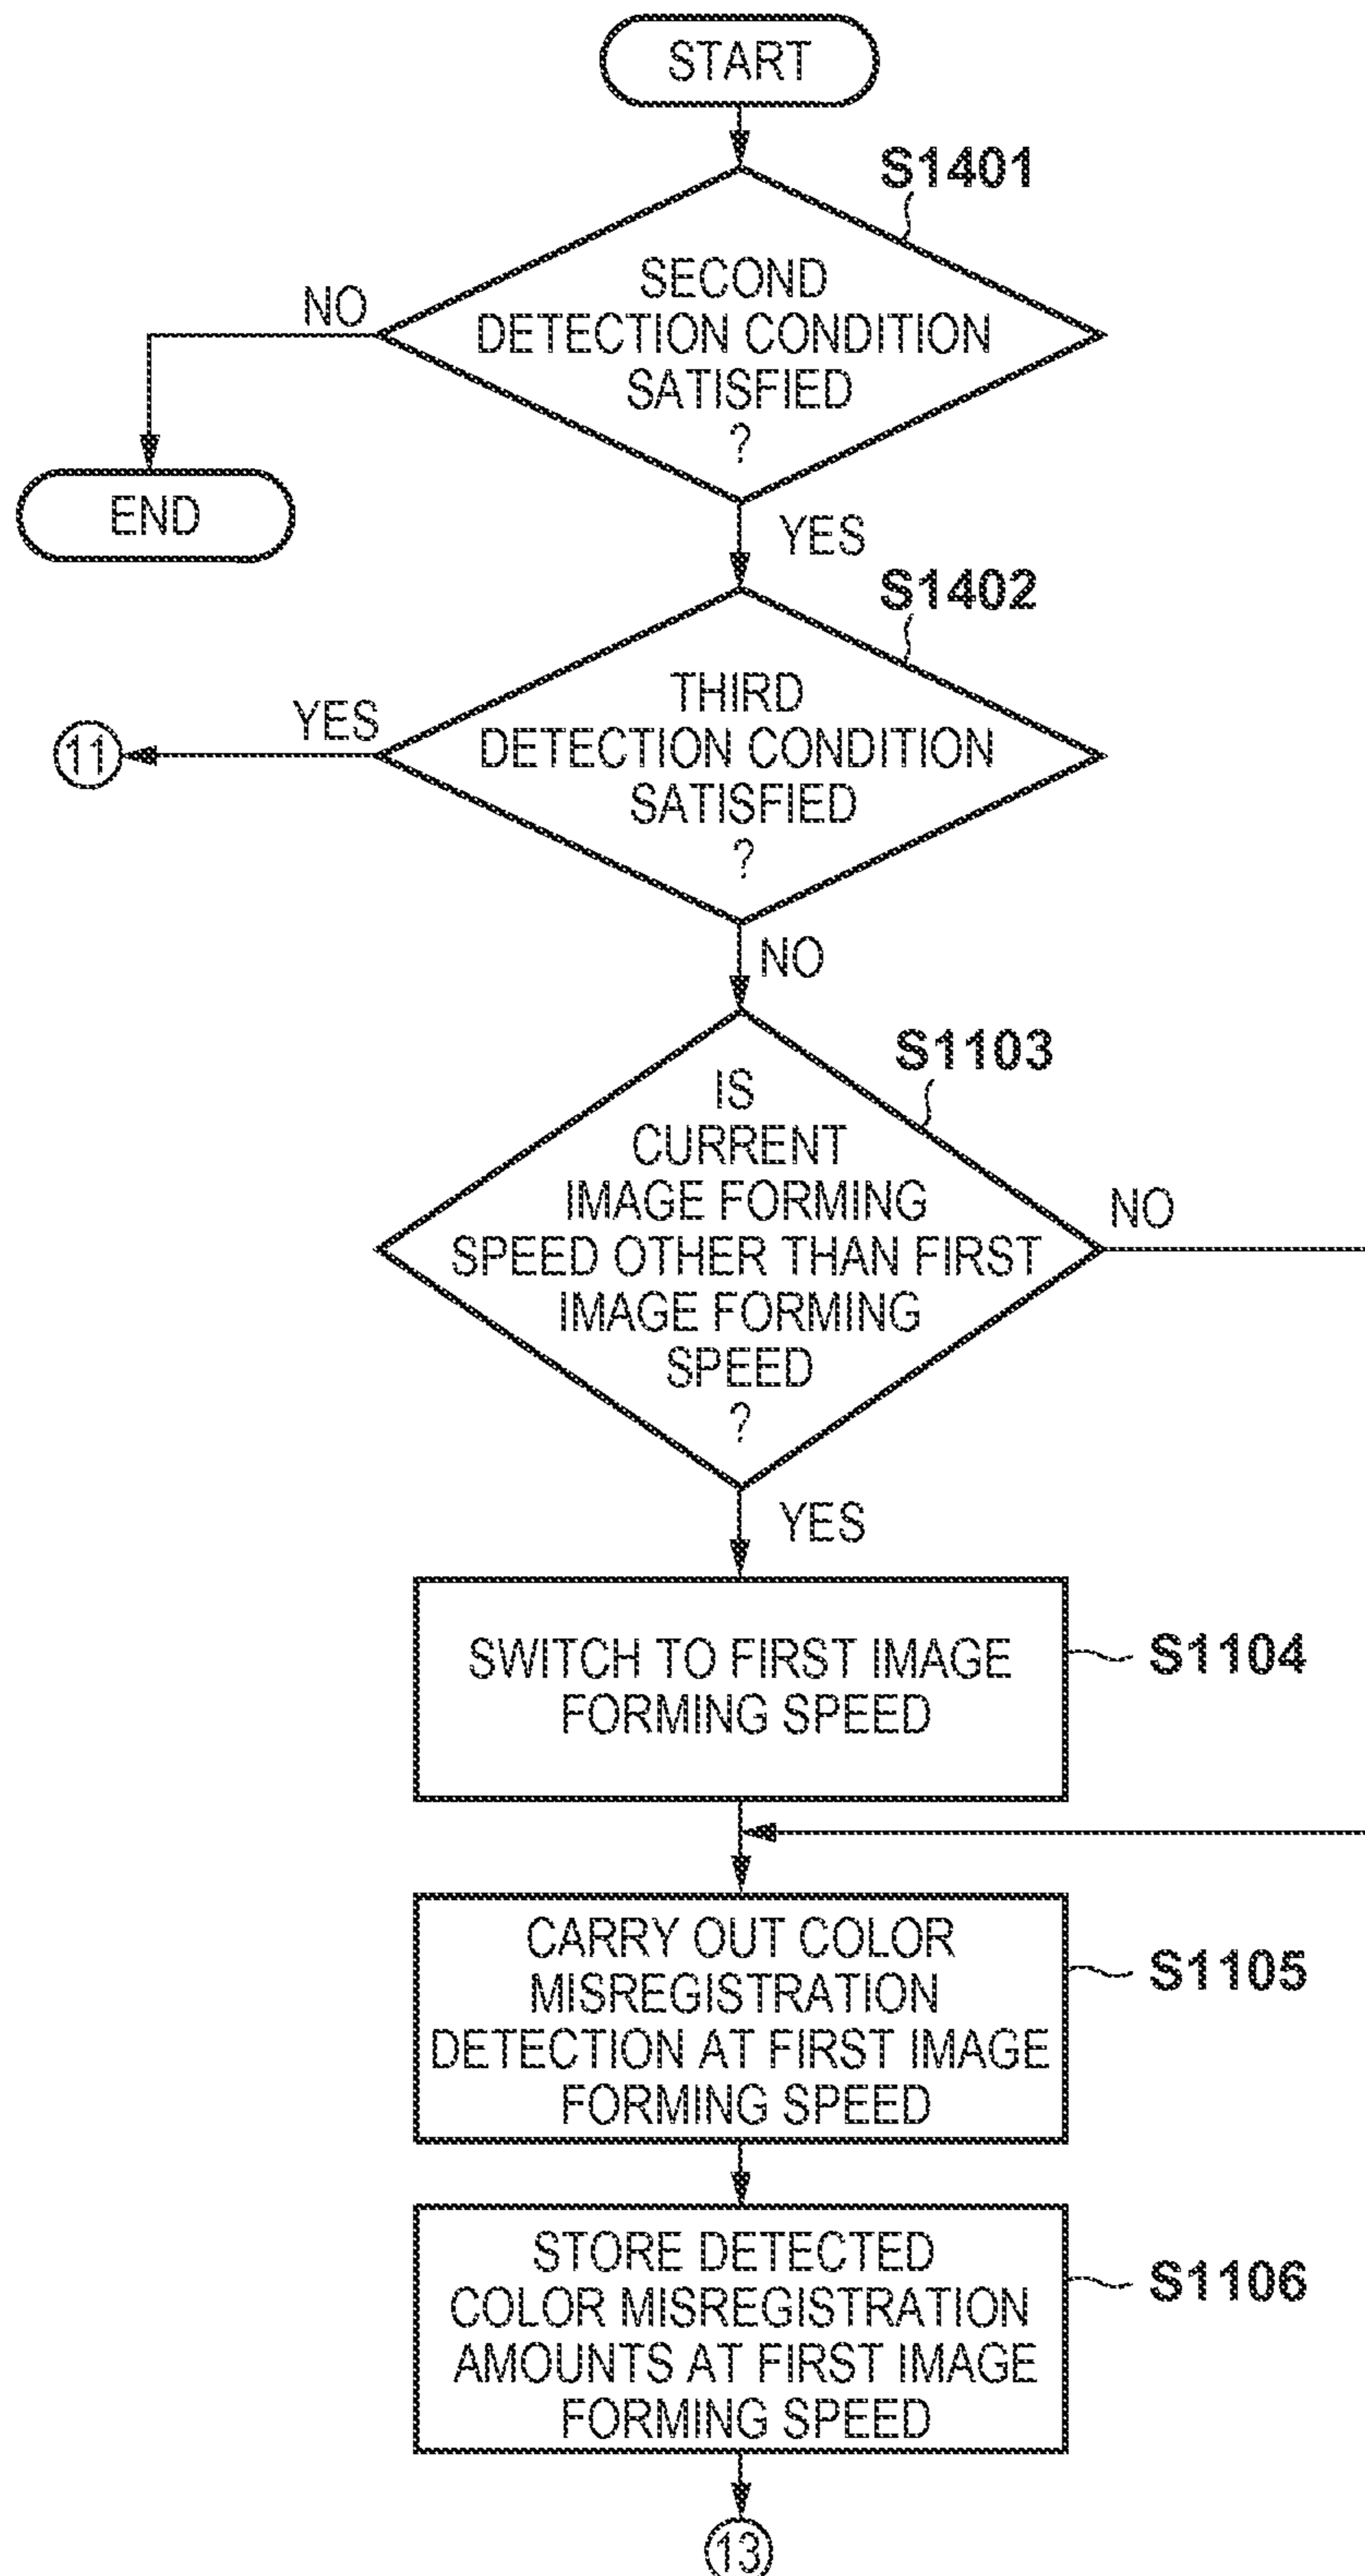 START
S1401
SECOND
DETECTION CONDITION
SATISFIED
?
NO
END
YES
S1402
THIRD
DETECTION CONDITION
SATISFIED
?
YES
11
NO
S1103
IS
CURRENT
IMAGE FORMING
SPEED OTHER THAN FIRST
IMAGE FORMING
SPEED
?
NO
YES
SWITCH TO FIRST IMAGE
FORMING SPEED
S1104
CARRY OUT COLOR
MISREGISTRATION
DETECTION AT FIRST IMAGE
FORMING SPEED
S1105
STORE DETECTED
COLOR MISREGISTRATION
AMOUNTS AT FIRST IMAGE
FORMING SPEED
S1106
13